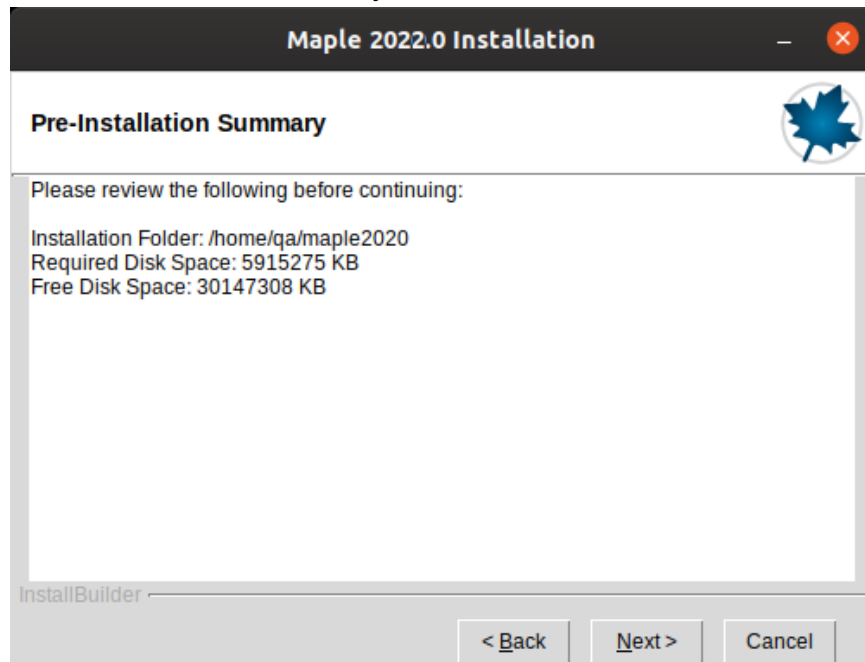 Maple 2022.0 Installation
Pre-Installation Summary
Please review the following before continuing:
Installation Folder: /home/qa/maple2020
Required Disk Space: 5915275 KB
Free Disk Space: 30147308 KB
InstallBuilder
< Back Next > Cancel